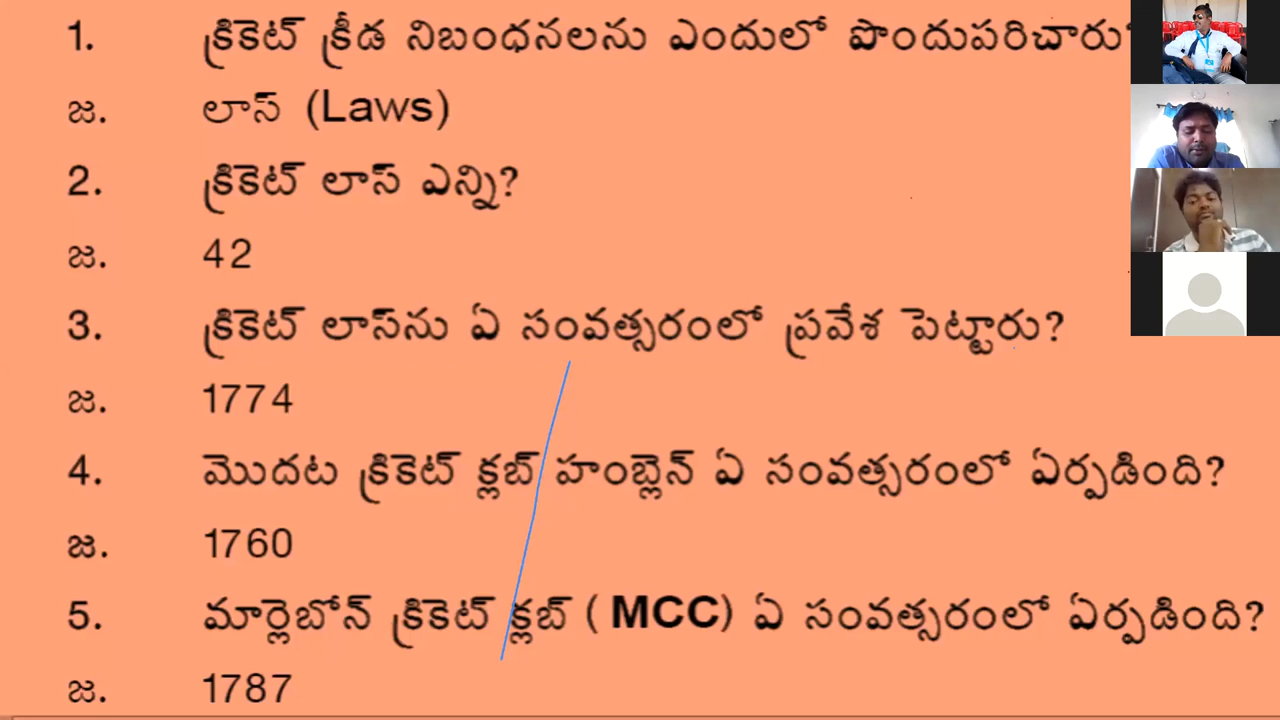 1. క్రికెట్ క్రీడ నిబంధనలను ఎందులో పొందుపరిచారు?
జ. లాస్ (Laws)
2. క్రికెట్ లాస్ ఎన్ని?
జ. 42
3. క్రికెట్ లాస్‌ను ఏ సంవత్సరంలో ప్రవేశ పెట్టారు?
జ. 1774
4. మొదట క్రికెట్ క్లబ్ హంబ్లెన్ ఏ సంవత్సరంలో ఏర్పడింది?
జ. 1760
5. మార్లెబోన్ క్రికెట్ క్లబ్ ( MCC) ఏ సంవత్సరంలో ఏర్పడింది?
జ. 1787